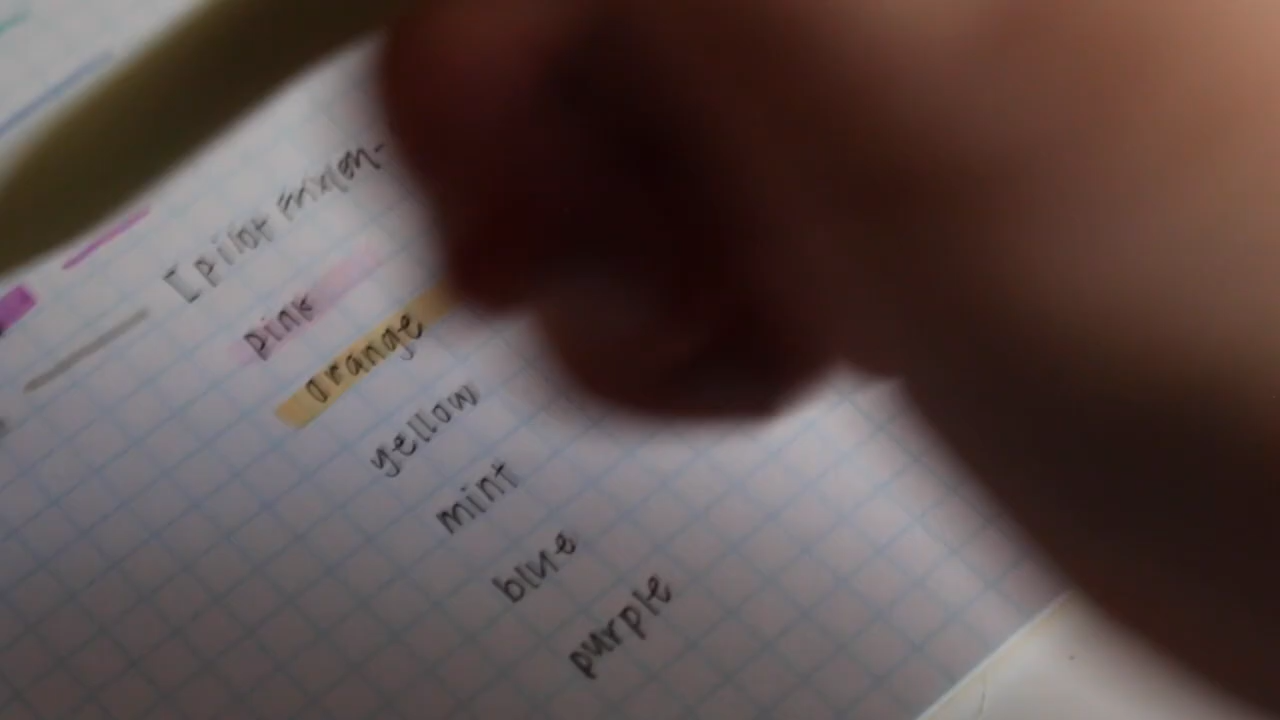 [pilot Frixion-
pink
orange
yellow
mint
blue
purple